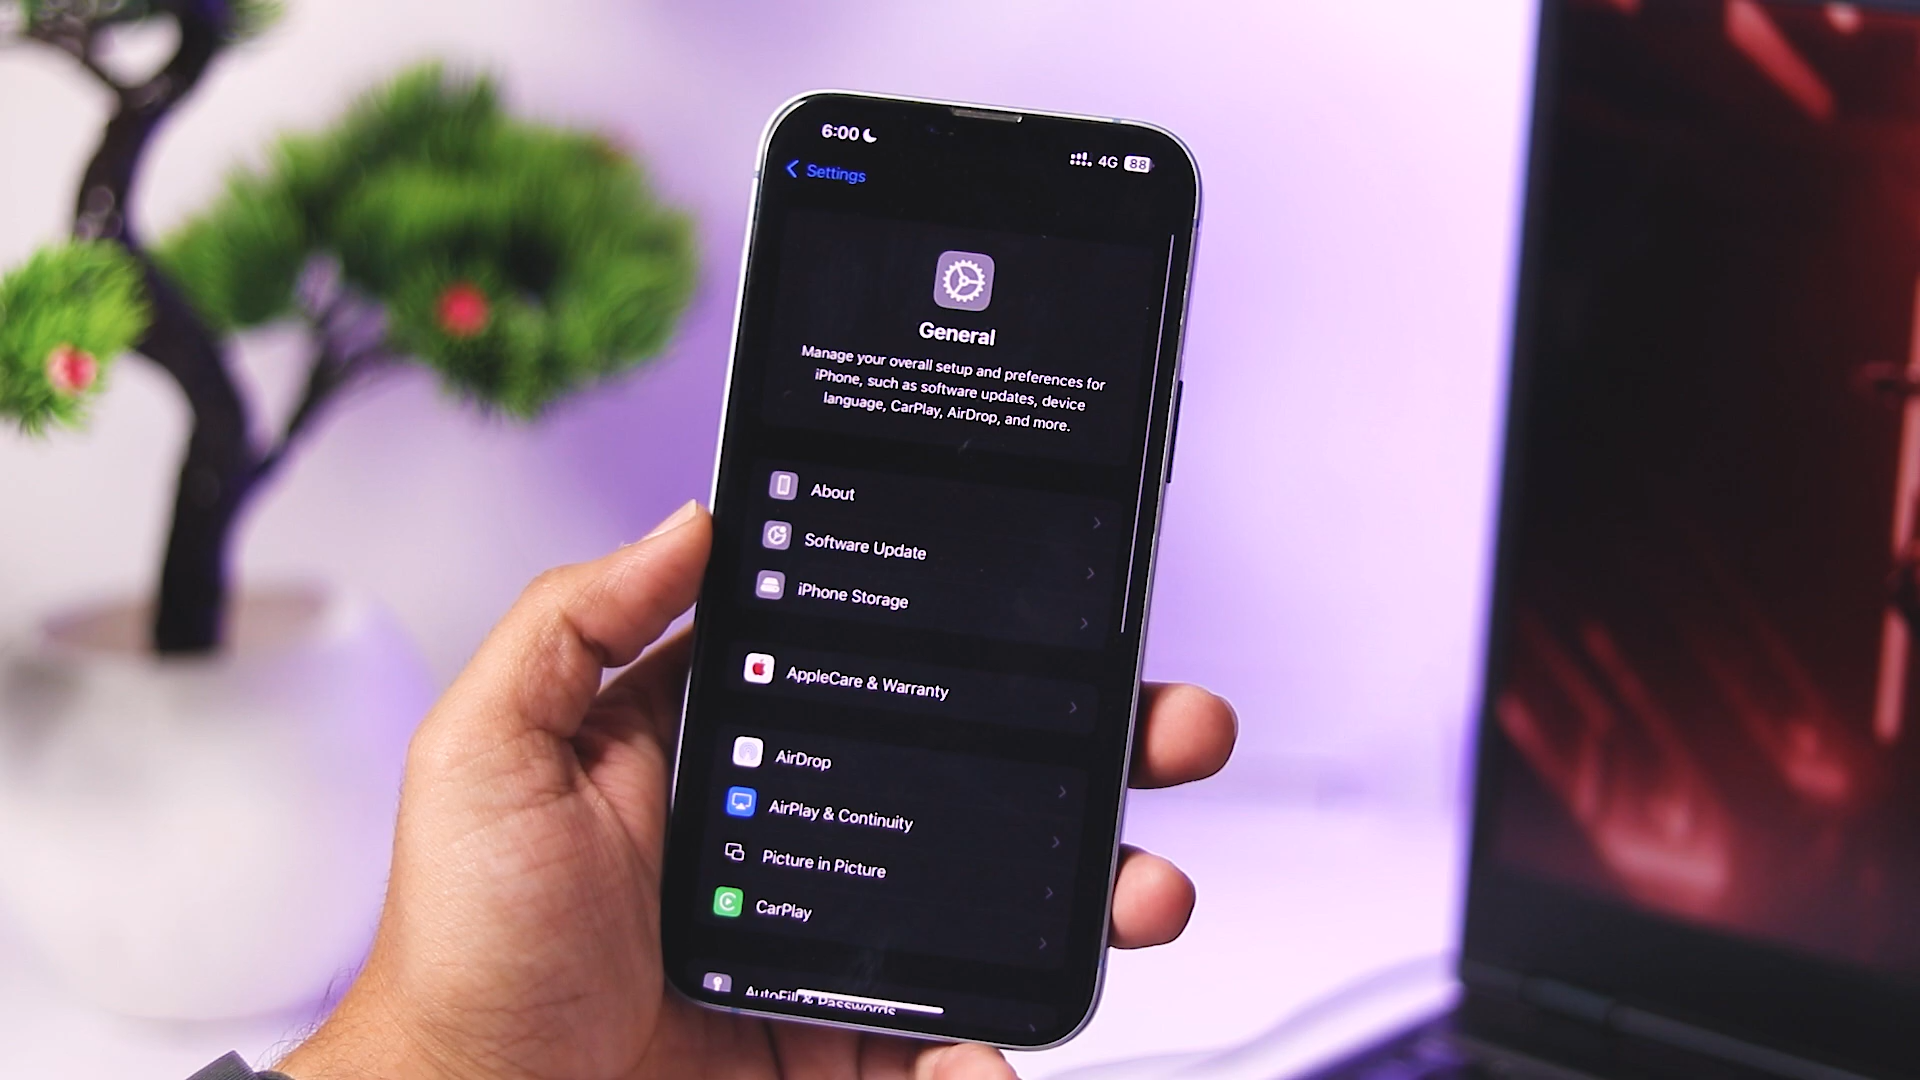 6:00
4G 88
Settings
General
Manage your overall setup and preferences for
iPhone, such as software updates, device
language, CarPlay, AirDrop, and more.
About
Software Update
iPhone Storage
AppleCare & Warranty
AirDrop
AirPlay & Continuity
Picture in Picture
CarPlay
AutoFill & Passwords